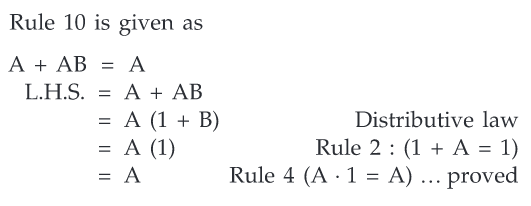 Rule 10 is given as
A + AB = A
L.H.S. = A + AB
= A (1 + B) Distributive law
= A (1) Rule 2 : (1 + A = 1)
= A Rule 4 (A · 1 = A) … proved